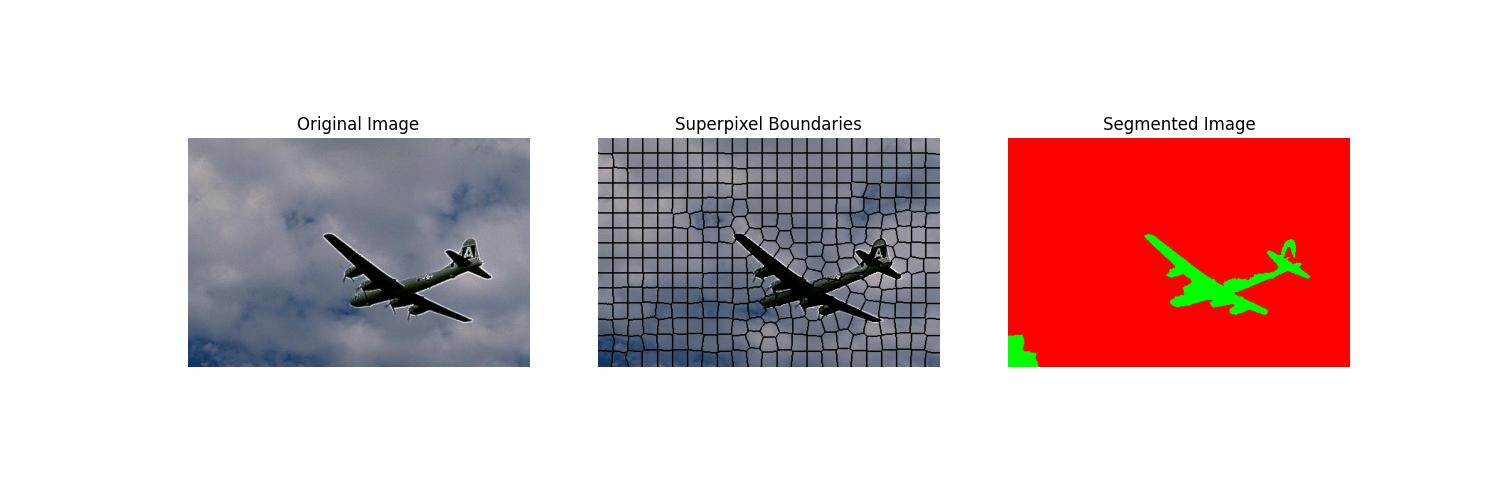 Original Image
Superpixel Boundaries
Segmented Image
A
A